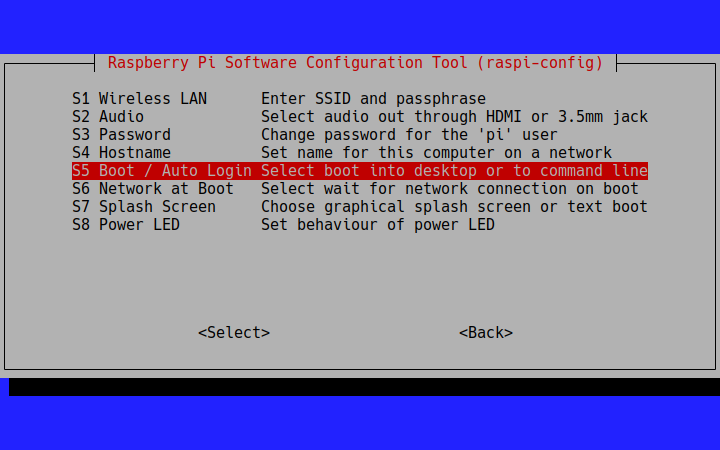 Raspberry Pi Software Configuration Tool (raspi-config)
S1 Wireless LAN      Enter SSID and passphrase
S2 Audio             Select audio out through HDMI or 3.5mm jack
S3 Password          Change password for the 'pi' user
S4 Hostname          Set name for this computer on a network
S5 Boot / Auto Login Select boot into desktop or to command line
S6 Network at Boot   Select wait for network connection on boot
S7 Splash Screen     Choose graphical splash screen or text boot
S8 Power LED         Set behaviour of power LED
<Select>                     <Back>